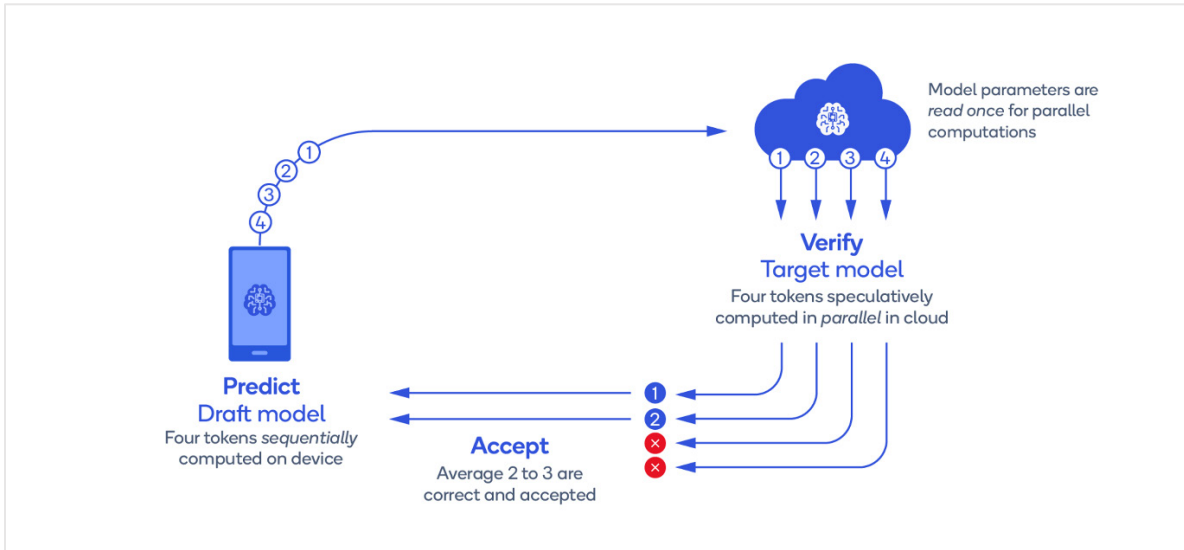 Model parameters are
read once for parallel
computations
1
2
3
4
1 2 3 4
Verify
Target model
Four tokens speculatively
computed in parallel in cloud
Predict
Draft model
Four tokens sequentially
computed on device
1
2
Accept
Average 2 to 3 are
correct and accepted